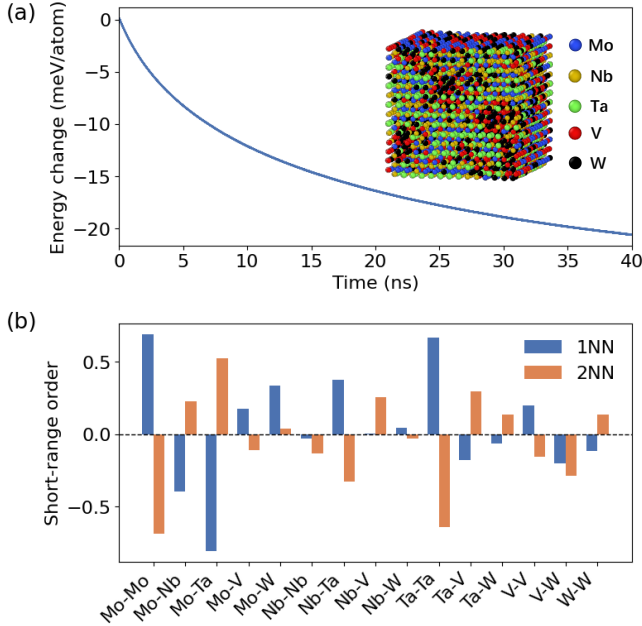 (a)
0
−5
−10
−15
−20
Energy change (meV/atom)
Mo
Nb
Ta
V
W
0 5 10 15 20 25 30 35 40
Time (ns)
(b)
0.5
0.0
−0.5
Short-range order
1NN
2NN
Mo-Mo
Mo-Nb
Mo-Ta
Mo-V
Mo-W
Nb-Nb
Nb-Ta
Nb-V
Nb-W
Ta-Ta
Ta-V
Ta-W
V-V
V-W
W-W